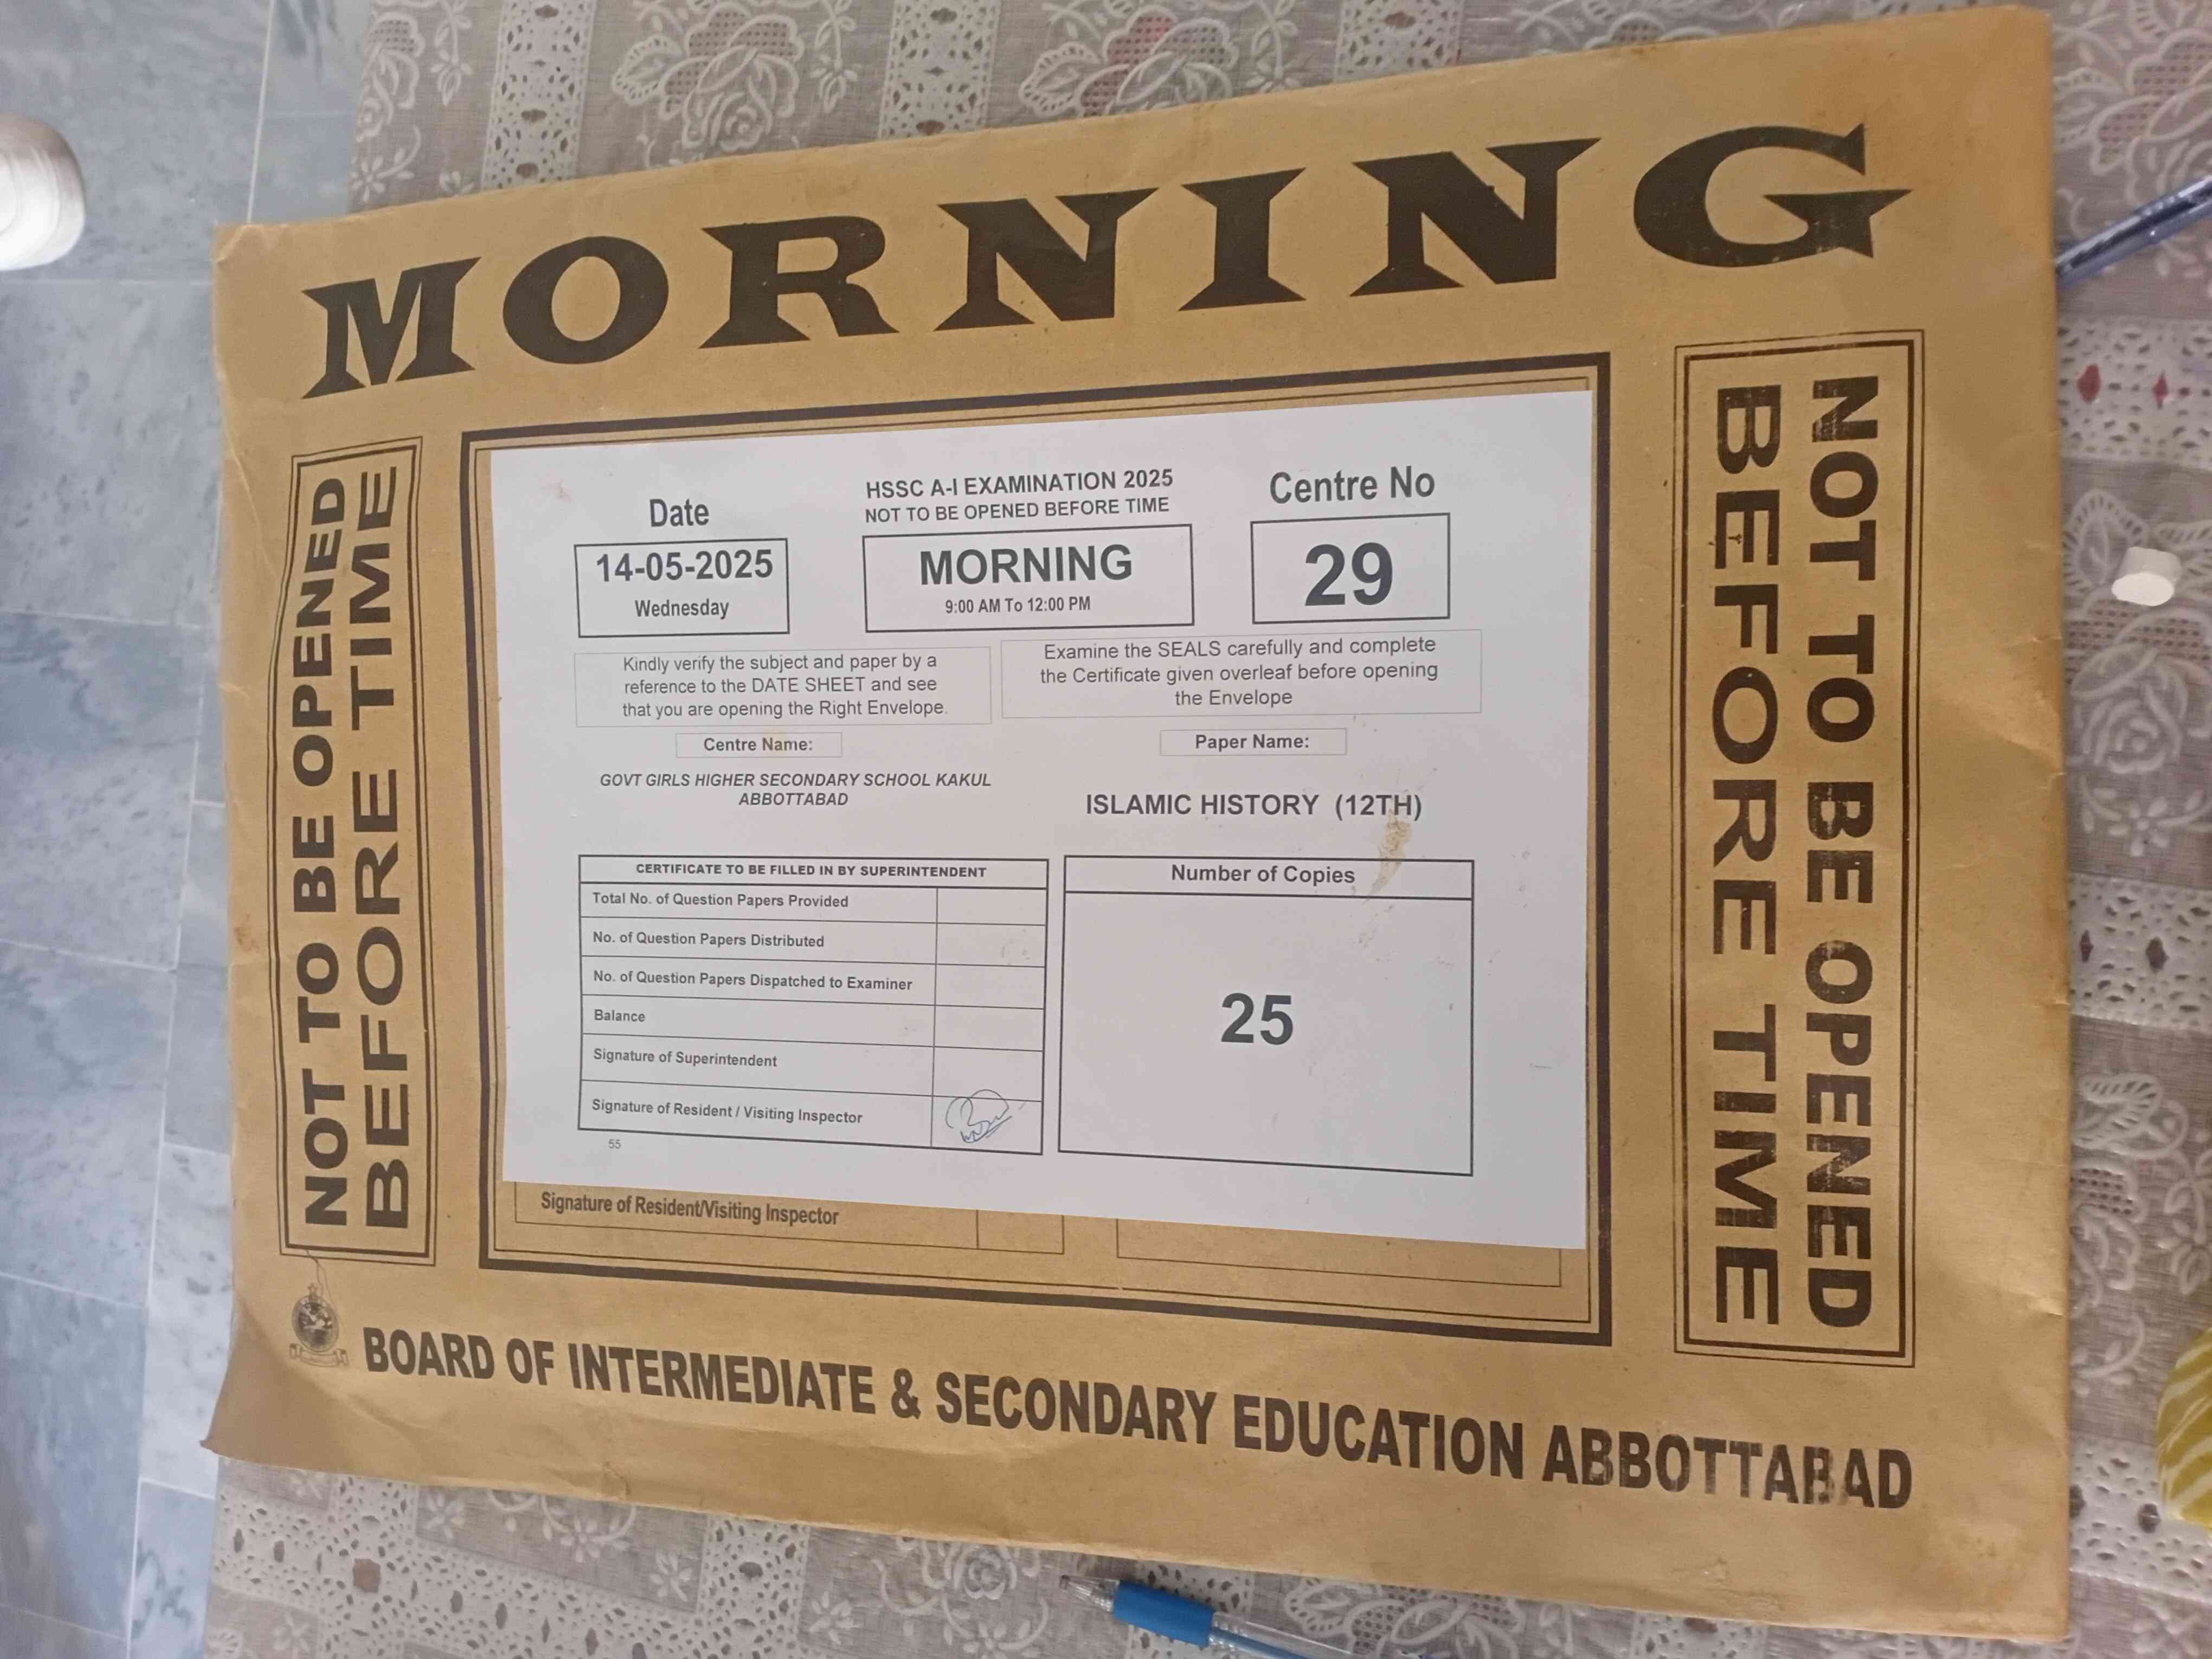 MORNING
NOT TO BE OPENED
BEFORE TIME
HSSC A-I EXAMINATION 2025
NOT TO BE OPENED BEFORE TIME
Date
14-05-2025
Wednesday
MORNING
9:00 AM To 12:00 PM
Centre No
29
Kindly verify the subject and paper by a
reference to the DATE SHEET and see
that you are opening the Right Envelope.
Examine the SEALS carefully and complete
the Certificate given overleaf before opening
the Envelope
Centre Name:
GOVT GIRLS HIGHER SECONDARY SCHOOL KAKUL
ABBOTTABAD
Paper Name:
ISLAMIC HISTORY (12TH)
CERTIFICATE TO BE FILLED IN BY SUPERINTENDENT
Total No. of Question Papers Provided
No. of Question Papers Distributed
No. of Question Papers Dispatched to Examiner
Balance
Signature of Superintendent
Signature of Resident / Visiting Inspector
55
Number of Copies
25
Signature of Resident/Visiting Inspector
NOT TO BE OPENED
BEFORE TIME
BOARD OF INTERMEDIATE & SECONDARY EDUCATION ABBOTTABAD